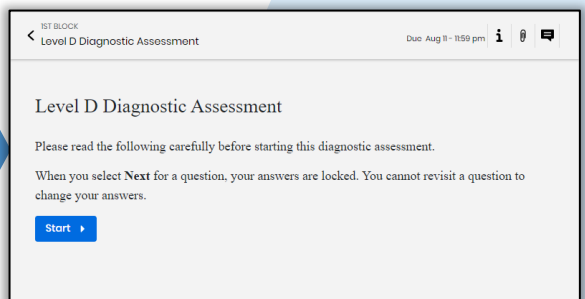 1ST BLOCK
Level D Diagnostic Assessment
Due Aug 11 - 11:59 pm
Level D Diagnostic Assessment
Please read the following carefully before starting this diagnostic assessment.
When you select Next for a question, your answers are locked. You cannot revisit a question to
change your answers.
Start